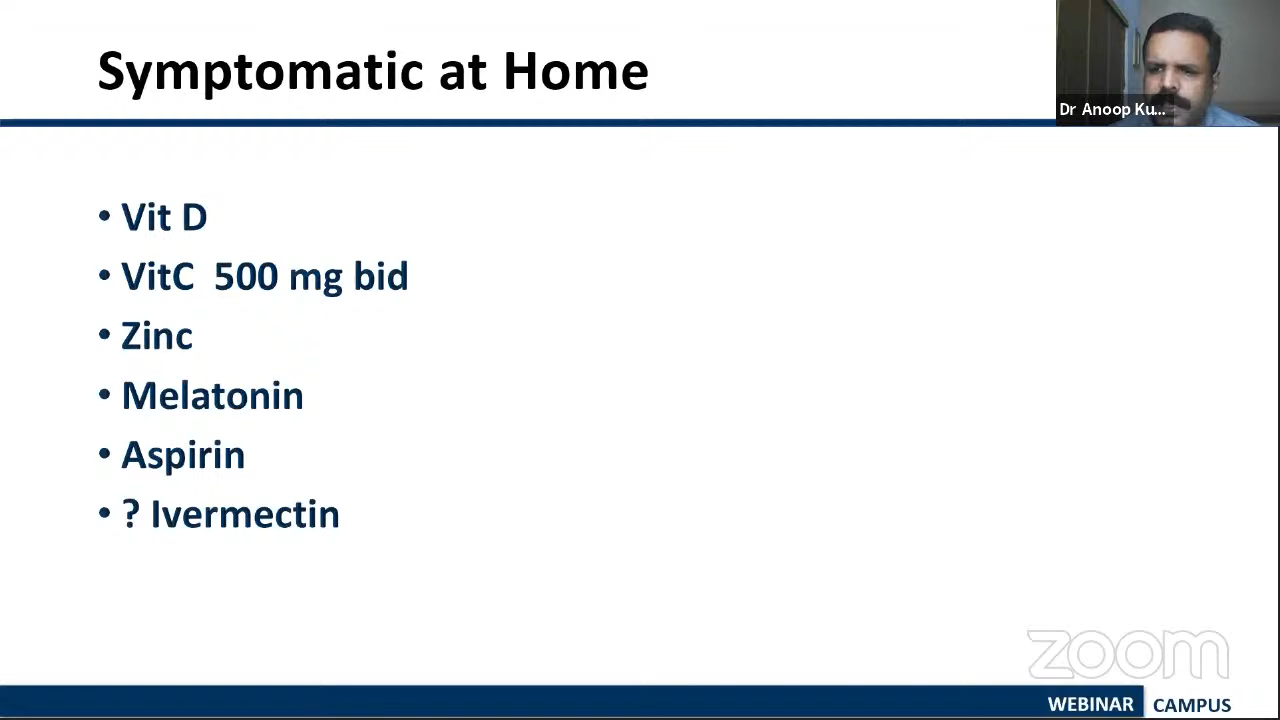 Symptomatic at Home
Dr Anoop Ku...
• Vit D
• VitC 500 mg bid
• Zinc
• Melatonin
• Aspirin
• ? Ivermectin
zoom
WEBINAR CAMPUS